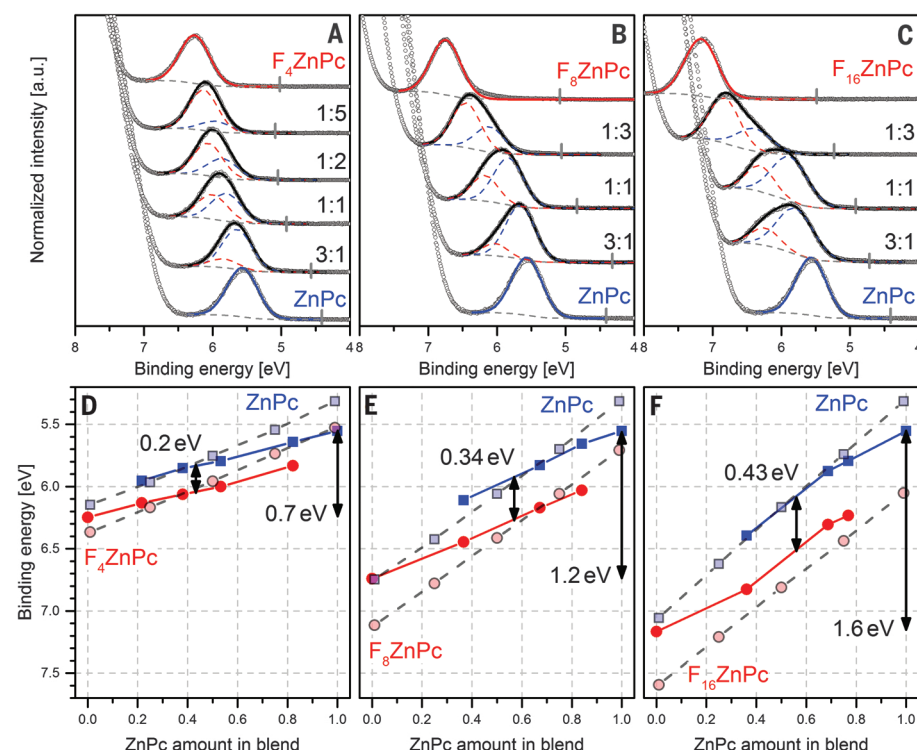 Normalized intensity [a.u.]
A
F4ZnPc
1:5
1:2
1:1
3:1
ZnPc
8 7 6 5 4
Binding energy [eV]
B
F8ZnPc
1:3
1:1
3:1
ZnPc
8 7 6 5 4
Binding energy [eV]
C
F16ZnPc
1:3
1:1
3:1
ZnPc
8 7 6 5 4
Binding energy [eV]
Binding energy [eV]
5.5
6.0
6.5
7.0
7.5
D
ZnPc
0.2 eV
0.7 eV
F4ZnPc
0.0 0.2 0.4 0.6 0.8 1.0
ZnPc amount in blend
E
ZnPc
0.34 eV
1.2 eV
F8ZnPc
0.0 0.2 0.4 0.6 0.8 1.0
ZnPc amount in blend
F
ZnPc
0.43 eV
1.6 eV
F16ZnPc
0.0 0.2 0.4 0.6 0.8 1.0
ZnPc amount in blend